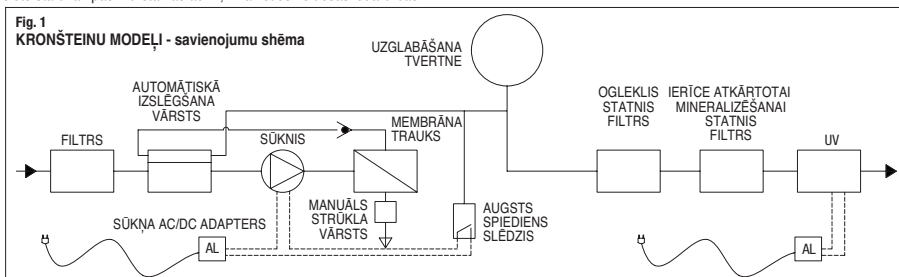 Fig. 1
KRONŠTEINU MODEĻI - savienojumu shēma
UZGLABĀŠANA
TVERTNE
AUTOMĀTISKĀ
IZSLĒGŠANA
VĀRSTS
FILTRS
SŪKNIS
MEMBRĀNA
TRAUKS
OGLEKLIS
STATNIS
FILTRS
IERĪCE ATKĀRTOTAI
MINERALIZĒŠANAI
STATNIS
FILTRS
UV
MANUĀLS
STRŪKLA
VĀRSTS
AUGSTS
SPIEDIENS
SLĒDZIS
SŪKŅA AC/DC ADAPTERS
AL
AL